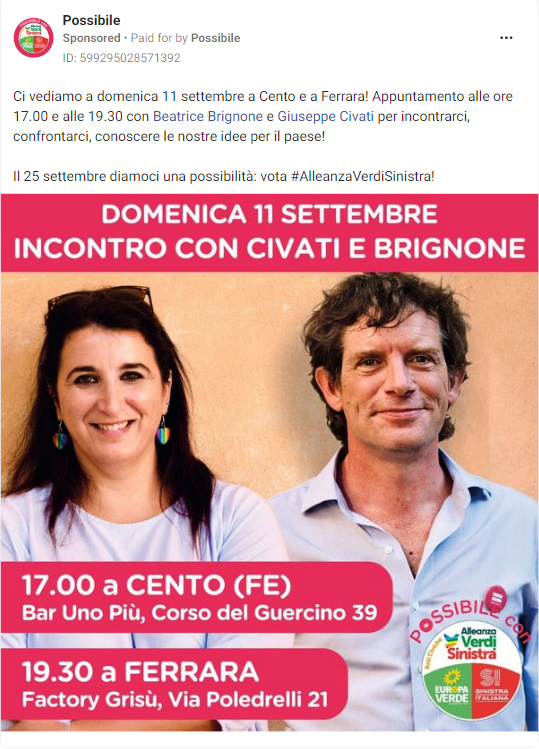 Possibile
Sponsored • Paid for by Possibile
ID: 599295028571392
Ci vediamo a domenica 11 settembre a Cento e a Ferrara! Appuntamento alle ore
17.00 e alle 19.30 con Beatrice Brignone e Giuseppe Civati per incontrarci,
confrontarci, conoscere le nostre idee per il paese!
Il 25 settembre diamoci una possibilità: vota #AlleanzaVerdiSinistra!
DOMENICA 11 SETTEMBRE
INCONTRO CON CIVATI E BRIGNONE
17.00 a CENTO (FE)
Bar Uno Più, Corso del Guercino 39
19.30 a FERRARA
Factory Grisù, Via Poledrelli 21
POSSIBILE con
Alleanza
Verdi
Sinistra
Reti Civiche
EUROPA
VERDE
S!
SINISTRA
ITALIANA